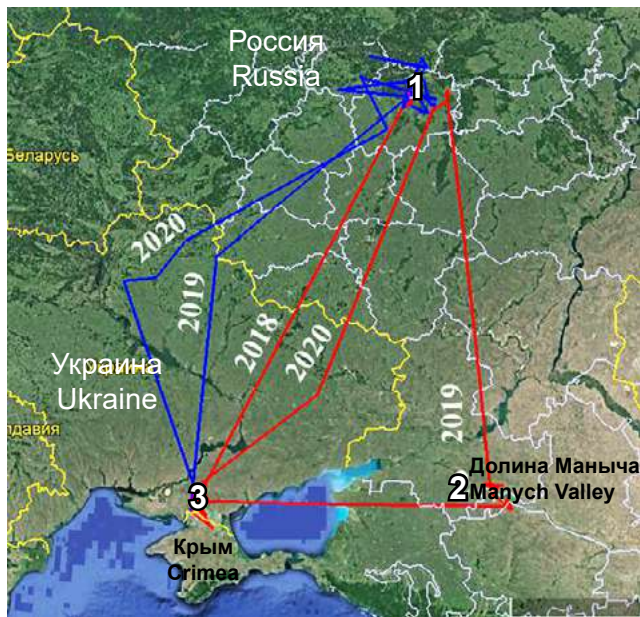 Россия
Russia
1
Беларусь
2020
2019
2018
2020
2019
Украина
Украина
Ukraine
лдавия
3
2
Долина Маныча
Manych Valley
Крым
Crimea